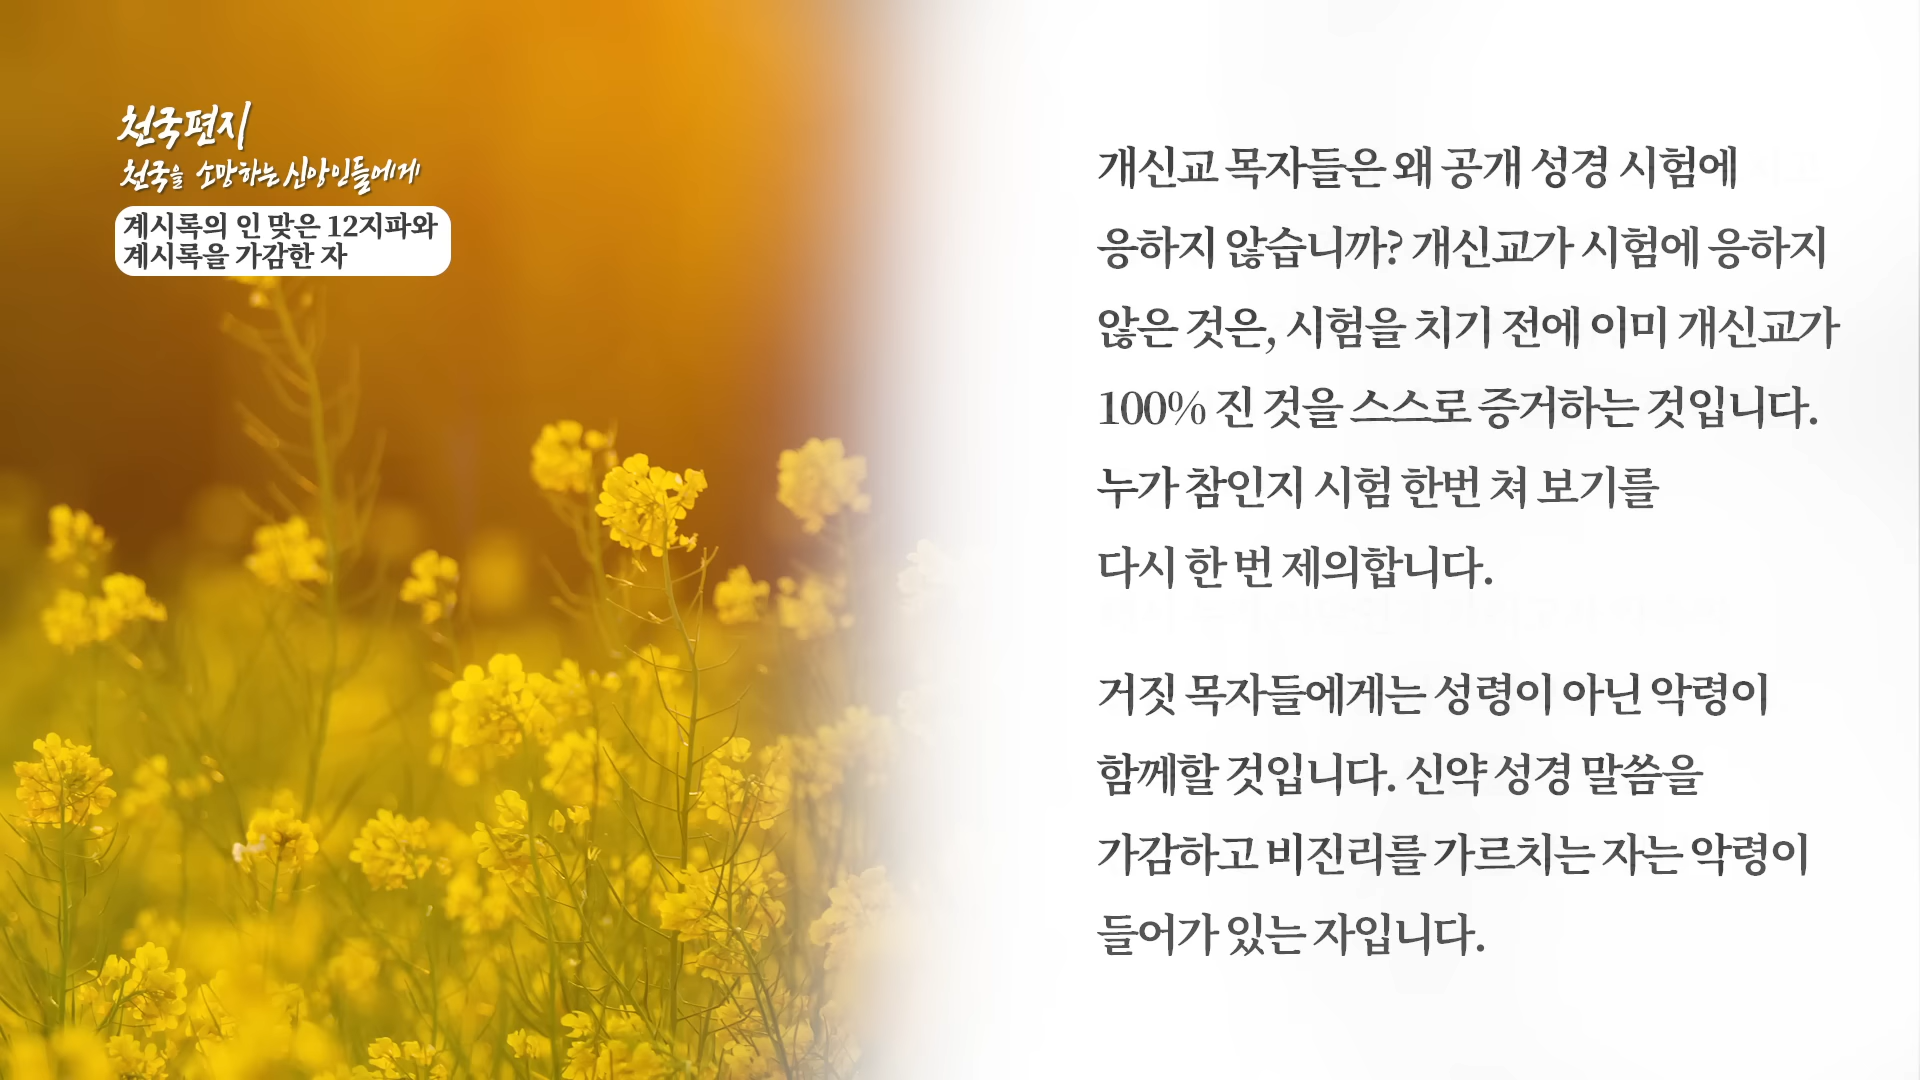 천국편지
천국을 소망하는 신앙인들에게
계시록의 인 맞은 12지파와
계시록을 가감한 자
개신교 목자들은 왜 공개 성경 시험에
응하지 않습니까? 개신교가 시험에 응하지
않은 것은, 시험을 치기 전에 이미 개신교가
100% 진 것을 스스로 증거하는 것입니다.
누가 참인지 시험 한번 쳐 보기를
다시 한 번 제의합니다.
거짓 목자들에게는 성령이 아닌 악령이
함께할 것입니다. 신약 성경 말씀을
가감하고 비진리를 가르치는 자는 악령이
들어가 있는 자입니다.